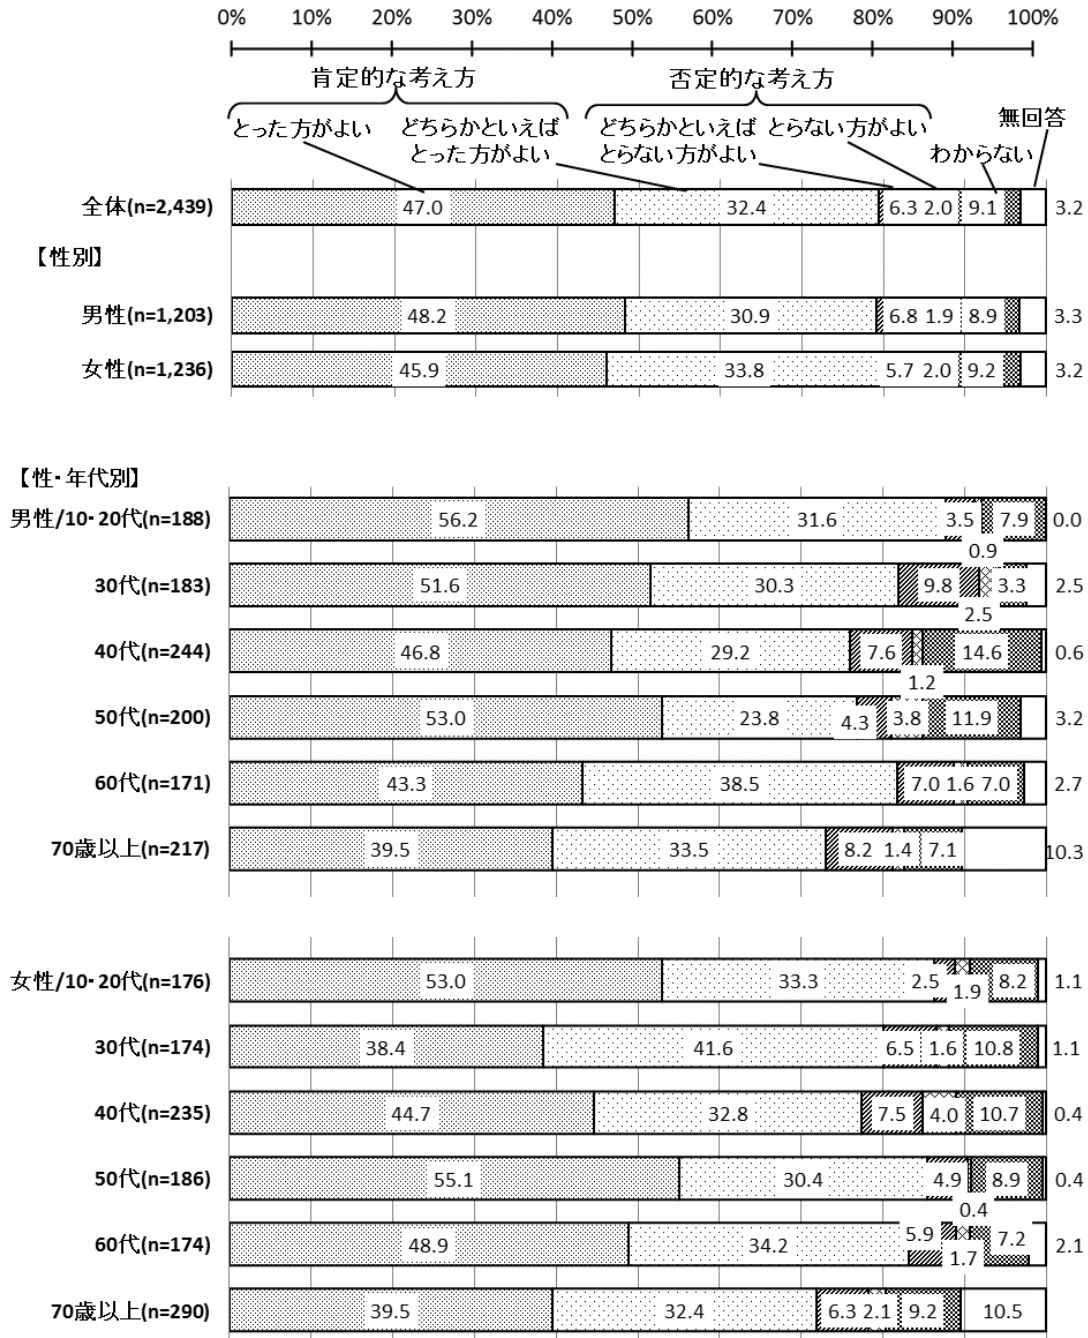 0% 10% 20% 30% 40% 50% 60% 70% 80% 90% 100%
肯定的な考え方 否定的な考え方
無回答
とった方がよい どちらかといえば どちらかといえば とらない方がよい
とった方がよい とらない方がよい わからない
全体(n=2,439) 47.0 32.4 6.3 2.0 9.1 3.2
【性別】
男性(n=1,203) 48.2 30.9 6.8 1.9 8.9 3.3
女性(n=1,236) 45.9 33.8 5.7 2.0 9.2 3.2
【性・年代別】
男性/10・20代(n=188) 56.2 31.6 3.5 0.9 7.9 0.0
30代(n=183) 51.6 30.3 9.8 2.5 3.3 2.5
40代(n=244) 46.8 29.2 7.6 1.2 14.6 0.6
50代(n=200) 53.0 23.8 4.3 3.8 11.9 3.2
60代(n=171) 43.3 38.5 7.0 1.6 7.0 2.7
70歳以上(n=217) 39.5 33.5 8.2 1.4 7.1 10.3
女性/10・20代(n=176) 53.0 33.3 2.5 1.9 8.2 1.1
30代(n=174) 38.4 41.6 6.5 1.6 10.8 1.1
40代(n=235) 44.7 32.8 7.5 4.0 10.7 0.4
50代(n=186) 55.1 30.4 4.9 0.4 8.9 0.4
60代(n=174) 48.9 34.2 5.9 1.7 7.2 2.1
70歳以上(n=290) 39.5 32.4 6.3 2.1 9.2 10.5